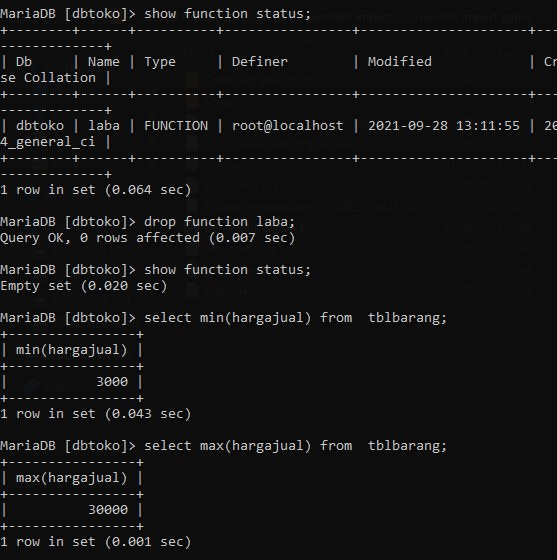 MariaDB [dbtoko]> show function status;
+--------+------+----------+----------------+---------------------+---
-------------+
| Db     | Name | Type     | Definer        | Modified            | Cr
se Collation |
+--------+------+----------+----------------+---------------------+---
-------------+
| dbtoko | laba | FUNCTION | root@localhost | 2021-09-28 13:11:55 | 20
4_general_ci |
+--------+------+----------+----------------+---------------------+---
-------------+
1 row in set (0.064 sec)
MariaDB [dbtoko]> drop function laba;
Query OK, 0 rows affected (0.007 sec)
MariaDB [dbtoko]> show function status;
Empty set (0.020 sec)
MariaDB [dbtoko]> select min(hargajual) from  tblbarang;
+----------------+
| min(hargajual) |
+----------------+
|           3000 |
+----------------+
1 row in set (0.043 sec)
MariaDB [dbtoko]> select max(hargajual) from  tblbarang;
+----------------+
| max(hargajual) |
+----------------+
|          30000 |
+----------------+
1 row in set (0.001 sec)